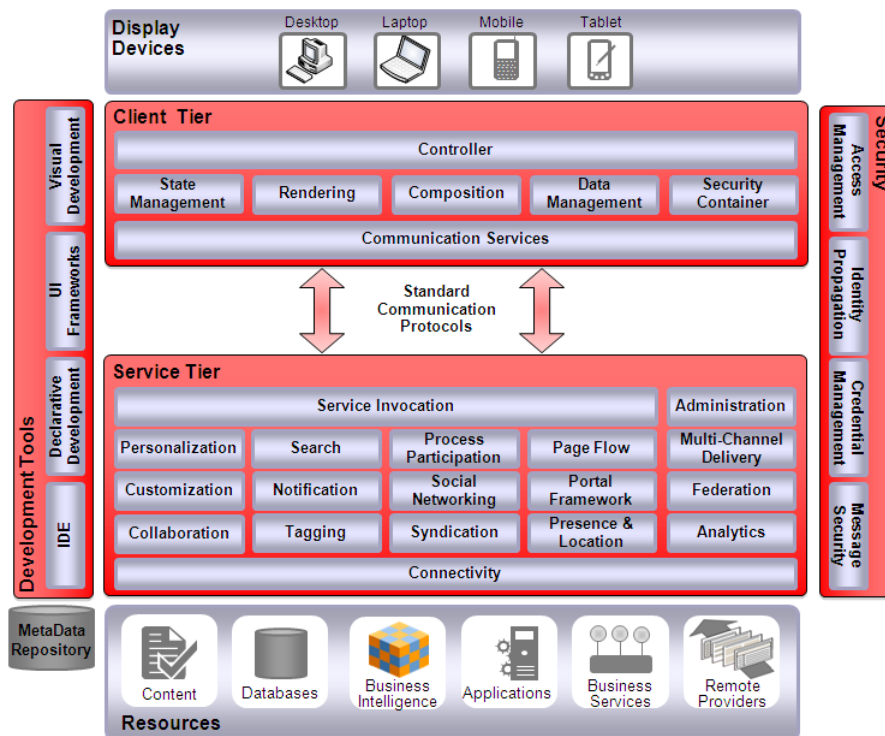 Display
Devices
Desktop
Laptop
Mobile
Tablet
Development Tools
Visual
Development
UI
Frameworks
Declarative
Development
IDE
MetaData
Repository
Client Tier
Controller
State
Management
Rendering
Composition
Data
Management
Security
Container
Communication Services
Standard
Communication
Protocols
Service Tier
Service Invocation
Administration
Personalization
Search
Process
Participation
Page Flow
Multi-Channel
Delivery
Customization
Notification
Social
Networking
Portal
Framework
Federation
Collaboration
Tagging
Syndication
Presence &
Location
Analytics
Connectivity
Security
Access
Management
Identity
Propagation
Credential
Management
Message
Security
Content
Databases
Business
Intelligence
Applications
Business
Services
Remote
Providers
Resources